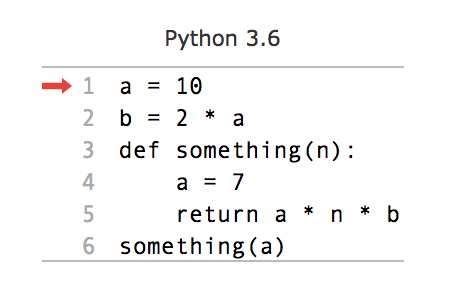 Python 3.6
1 a = 10
2 b = 2 * a
3 def something(n):
4     a = 7
5     return a * n * b
6 something(a)